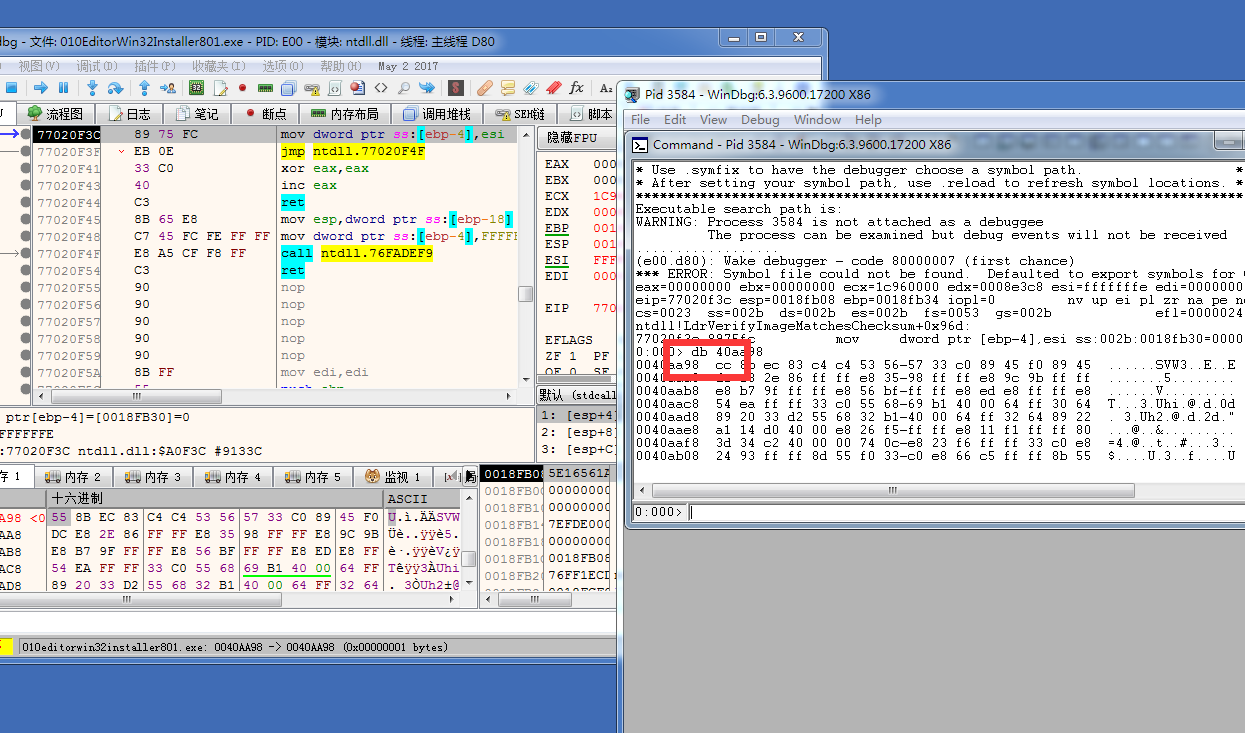 dbg - 文件: 010EditorWin32Installer801.exe - PID: E00 - 模块: ntdll.dll - 线程: 主线程 D80
视图(V) 调试(D) 插件(P) 收藏夹(I) 选项(O) 帮助(H) May 2 2017
流程图 日志 笔记 断点 内存布局 调用堆栈 SEH链 脚本
77020F3C 89 75 FC mov dword ptr ss:[ebp-4],esi
77020F3F EB 0E jmp ntdll.77020F4F
77020F41 33 C0 xor eax,eax
77020F43 40 inc eax
77020F44 C3 ret
77020F45 8B 65 E8 mov esp,dword ptr ss:[ebp-18]
77020F48 C7 45 FC FE FF FF mov dword ptr ss:[ebp-4],FFFF
77020F4F E8 A5 CF F8 FF call ntdll.76FADEF9
77020F54 C3 ret
77020F55 90 nop
77020F56 90 nop
77020F57 90 nop
77020F58 90 nop
77020F59 90 nop
77020F5A 8B FF mov edi,edi
隐藏FPU
EAX 000
EBX 000
ECX 1C9
EDX 000
EBP 001
ESP 001
ESI FFF
EDI 000
EIP 770
EFLAGS
ZF 1 PF
OF 0 SF
默认 (stdcall
1: [esp+4]
2: [esp+8]
3: [esp+C]
ptr[ebp-4]=[0018FB30]=0
FFFFFFE
:77020F3C ntdll.dll:$A0F3C #9133C
存 1 内存 2 内存 3 内存 4 内存 5 监视 1
十六进制 ASCII
A98 <0 55 8B EC 83 C4 C4 53 56 57 33 C0 89 45 F0 U.ì.ÄÄSVW
AA8 DC E8 2E 86 FF FF E8 35 98 FF FF E8 9C 9B Üè..ÿÿè5.
AB8 E8 B7 9F FF FF E8 56 BF FF FF E8 ED E8 FF è·.ÿÿèV¿ÿ
AC8 54 EA FF FF 33 C0 55 68 69 B1 40 00 64 FF Têÿÿ3ÀUhi
AD8 89 20 33 D2 55 68 32 B1 40 00 64 FF 32 64 . 3ÒUh2±@
0018FB08 5E16561A
0018FB0 00000000
0018FB10 00000000
0018FB14 7EFDE000
0018FB1 00000000
0018FB1 0018FB08
0018FB20 76FF1ECD
010editorwin32installer801.exe: 0040AA98 -> 0040AA98 (0x00000001 bytes)
Pid 3584 - WinDbg:6.3.9600.17200 X86
File Edit View Debug Window Help
Command - Pid 3584 - WinDbg:6.3.9600.17200 X86
* Use .symfix to have the debugger choose a symbol path. *
* After setting your symbol path, use .reload to refresh symbol locations. *
Executable search path is:
WARNING: Process 3584 is not attached as a debuggee
The process can be examined but debug events will not be received
(e00.d80): Wake debugger - code 80000007 (first chance)
*** ERROR: Symbol file could not be found. Defaulted to export symbols for
eax=00000000 ebx=00000000 ecx=1c960000 edx=0008e3c8 esi=fffffffe edi=00000000
eip=77020f3c esp=0018fb08 ebp=0018fb34 iopl=0 nv up ei pl zr na pe n
cs=0023 ss=002b ds=002b es=002b fs=0053 gs=002b efl=0000024
ntdll!LdrVerifyImageMatchesChecksum+0x96d:
77020f3c 8975fc mov dword ptr [ebp-4],esi ss:002b:0018fb30=0000
0:000> db 40aa98
0040aa98 cc 8b ec 83 c4 c4 53 56-57 33 c0 89 45 f0 89 45 ......SVW3..E..E
2e 86 ff ff e8 35-98 ff ff e8 9c 9b ff ff
0040aab8 e8 b7 9f ff ff e8 56 bf-ff ff e8 ed e8 ff ff e8 ......V.........
0040aac8 54 ea ff ff 33 c0 55 68-69 b1 40 00 64 ff 30 64 T...3.Uhi.@.d.0d
0040aad8 89 20 33 d2 55 68 32 b1-40 00 64 ff 32 64 89 22 . 3.Uh2.@.d.2d."
0040aae8 a1 14 d0 40 00 e8 26 f5-ff ff e8 11 f1 ff ff 80 ...@..&.........
0040aaf8 3d 34 c2 40 00 00 74 0c-e8 23 f6 ff ff 33 c0 e8 =4.@..t..#...3..
0040ab08 24 93 ff ff 8d 55 f0 33-c0 e8 66 c5 ff ff 8b 55 $....U.3..f....U
0:000>